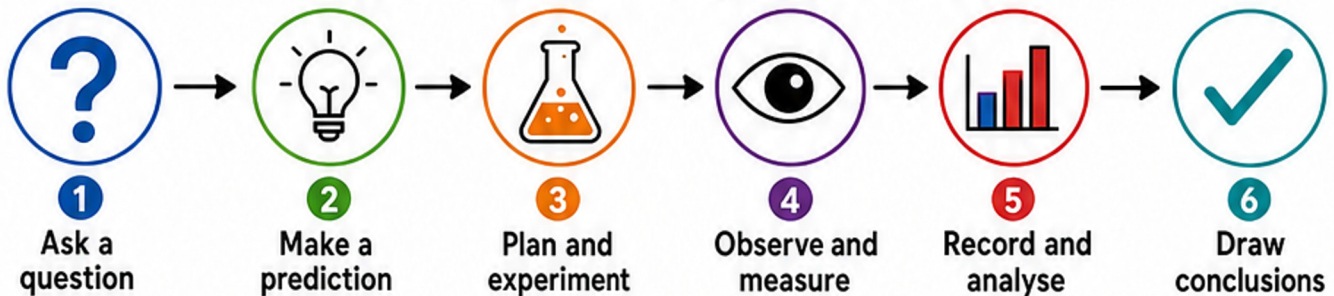 1
Ask a
question
2
Make a
prediction
3
Plan and
experiment
4
Observe and
measure
5
Record and
analyse
6
Draw
conclusions